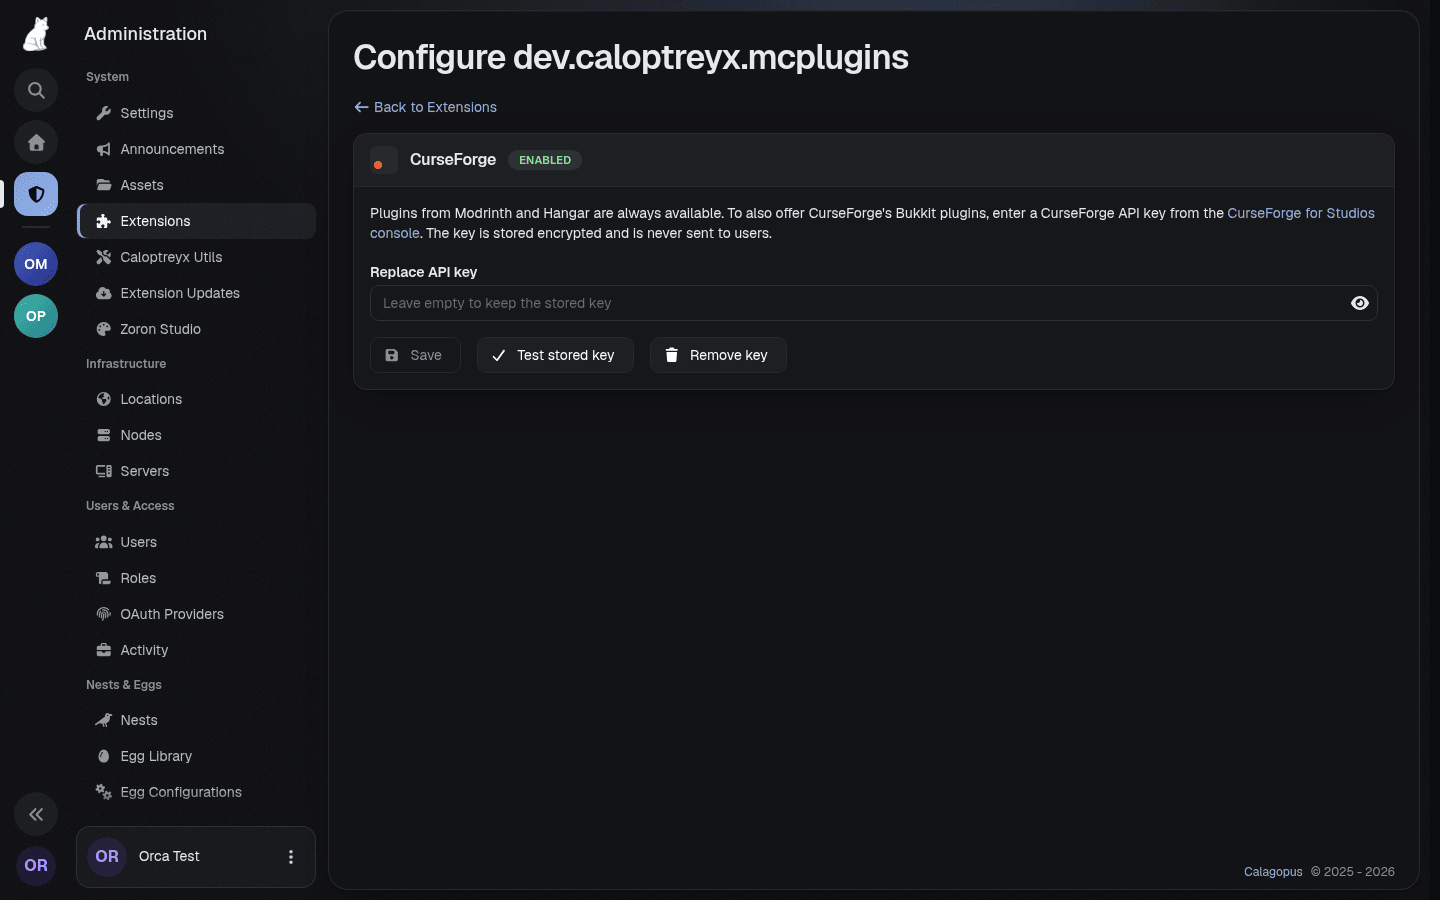 Administration
System
Settings
Announcements
Assets
Extensions
Caloptreyx Utils
Extension Updates
Zoron Studio
Infrastructure
Locations
Nodes
Servers
Users & Access
Users
Roles
OAuth Providers
Activity
Nests & Eggs
Nests
Egg Library
Egg Configurations
OM
OP
OR
OR
Orca Test
Configure dev.caloptreyx.mcplugins
Back to Extensions
CurseForge ENABLED
Plugins from Modrinth and Hangar are always available. To also offer CurseForge's Bukkit plugins, enter a CurseForge API key from the CurseForge for Studios
console. The key is stored encrypted and is never sent to users.
Replace API key
Leave empty to keep the stored key
Save
Test stored key
Remove key
Calagopus © 2025 - 2026